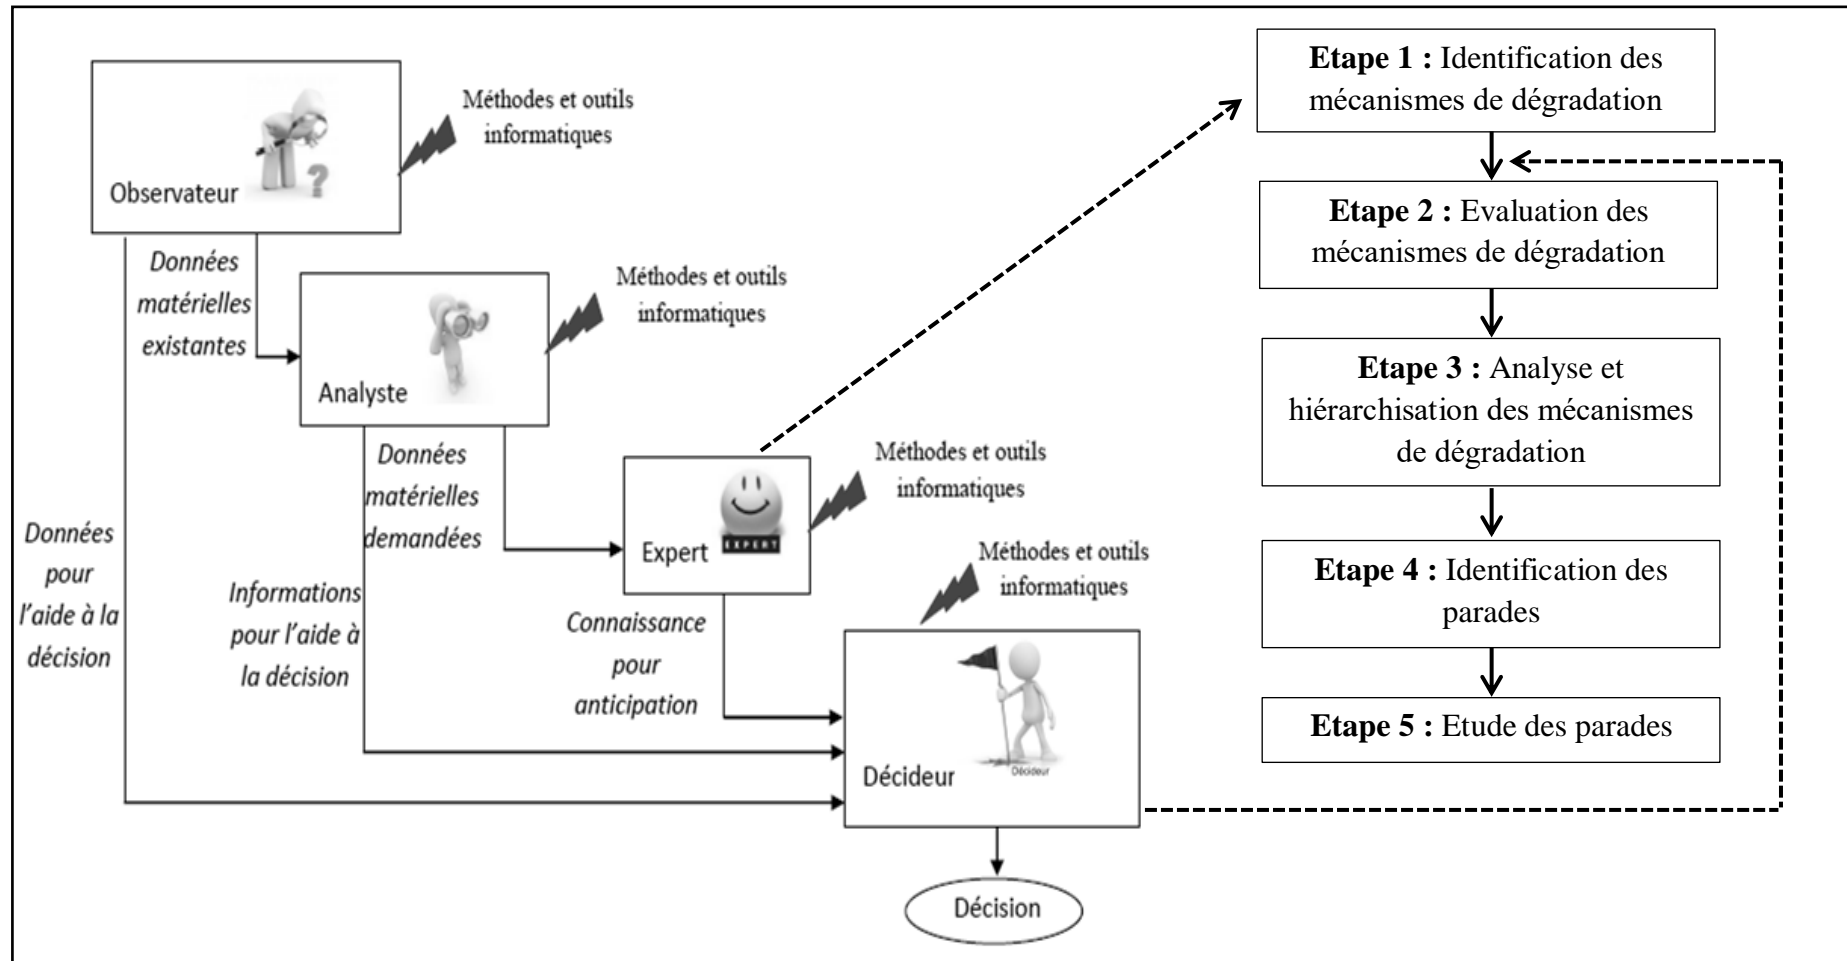 Observateur
?
Méthodes et outils
informatiques
Données
matérielles
existantes
Analyste
Méthodes et outils
informatiques
Données
matérielles
demandées
Expert
EXPERT
Méthodes et outils
informatiques
Données
pour
l'aide à la
décision
Informations
pour l'aide à
la décision
Connaissance
pour
anticipation
Méthodes et outils
informatiques
Décideur
Décideur
Décision
Etape 1 : Identification des
mécanismes de dégradation
Etape 2 : Evaluation des
mécanismes de dégradation
Etape 3 : Analyse et
hiérarchisation des mécanismes
de dégradation
Etape 4 : Identification des
parades
Etape 5 : Etude des parades